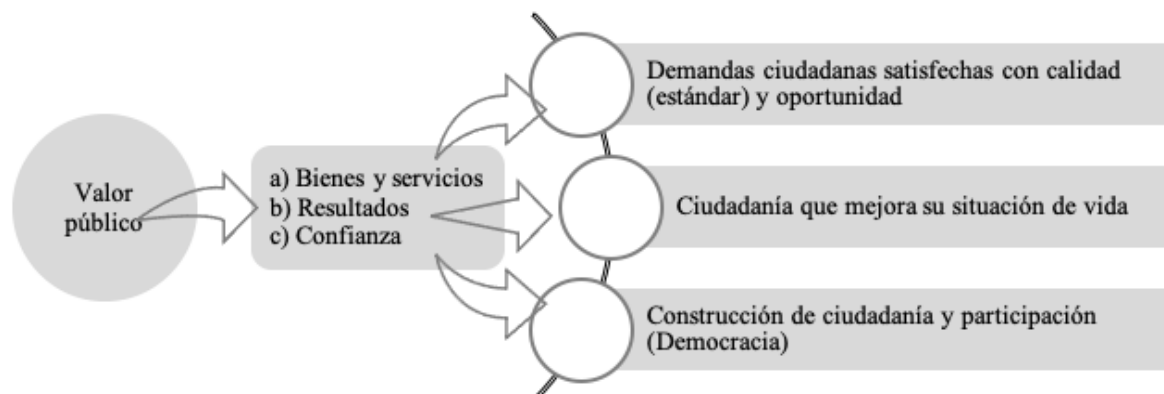 Valor
público
a) Bienes y servicios
b) Resultados
c) Confianza
Demandas ciudadanas satisfechas con calidad
(estándar) y oportunidad
Ciudadanía que mejora su situación de vida
Construcción de ciudadanía y participación
(Democracia)